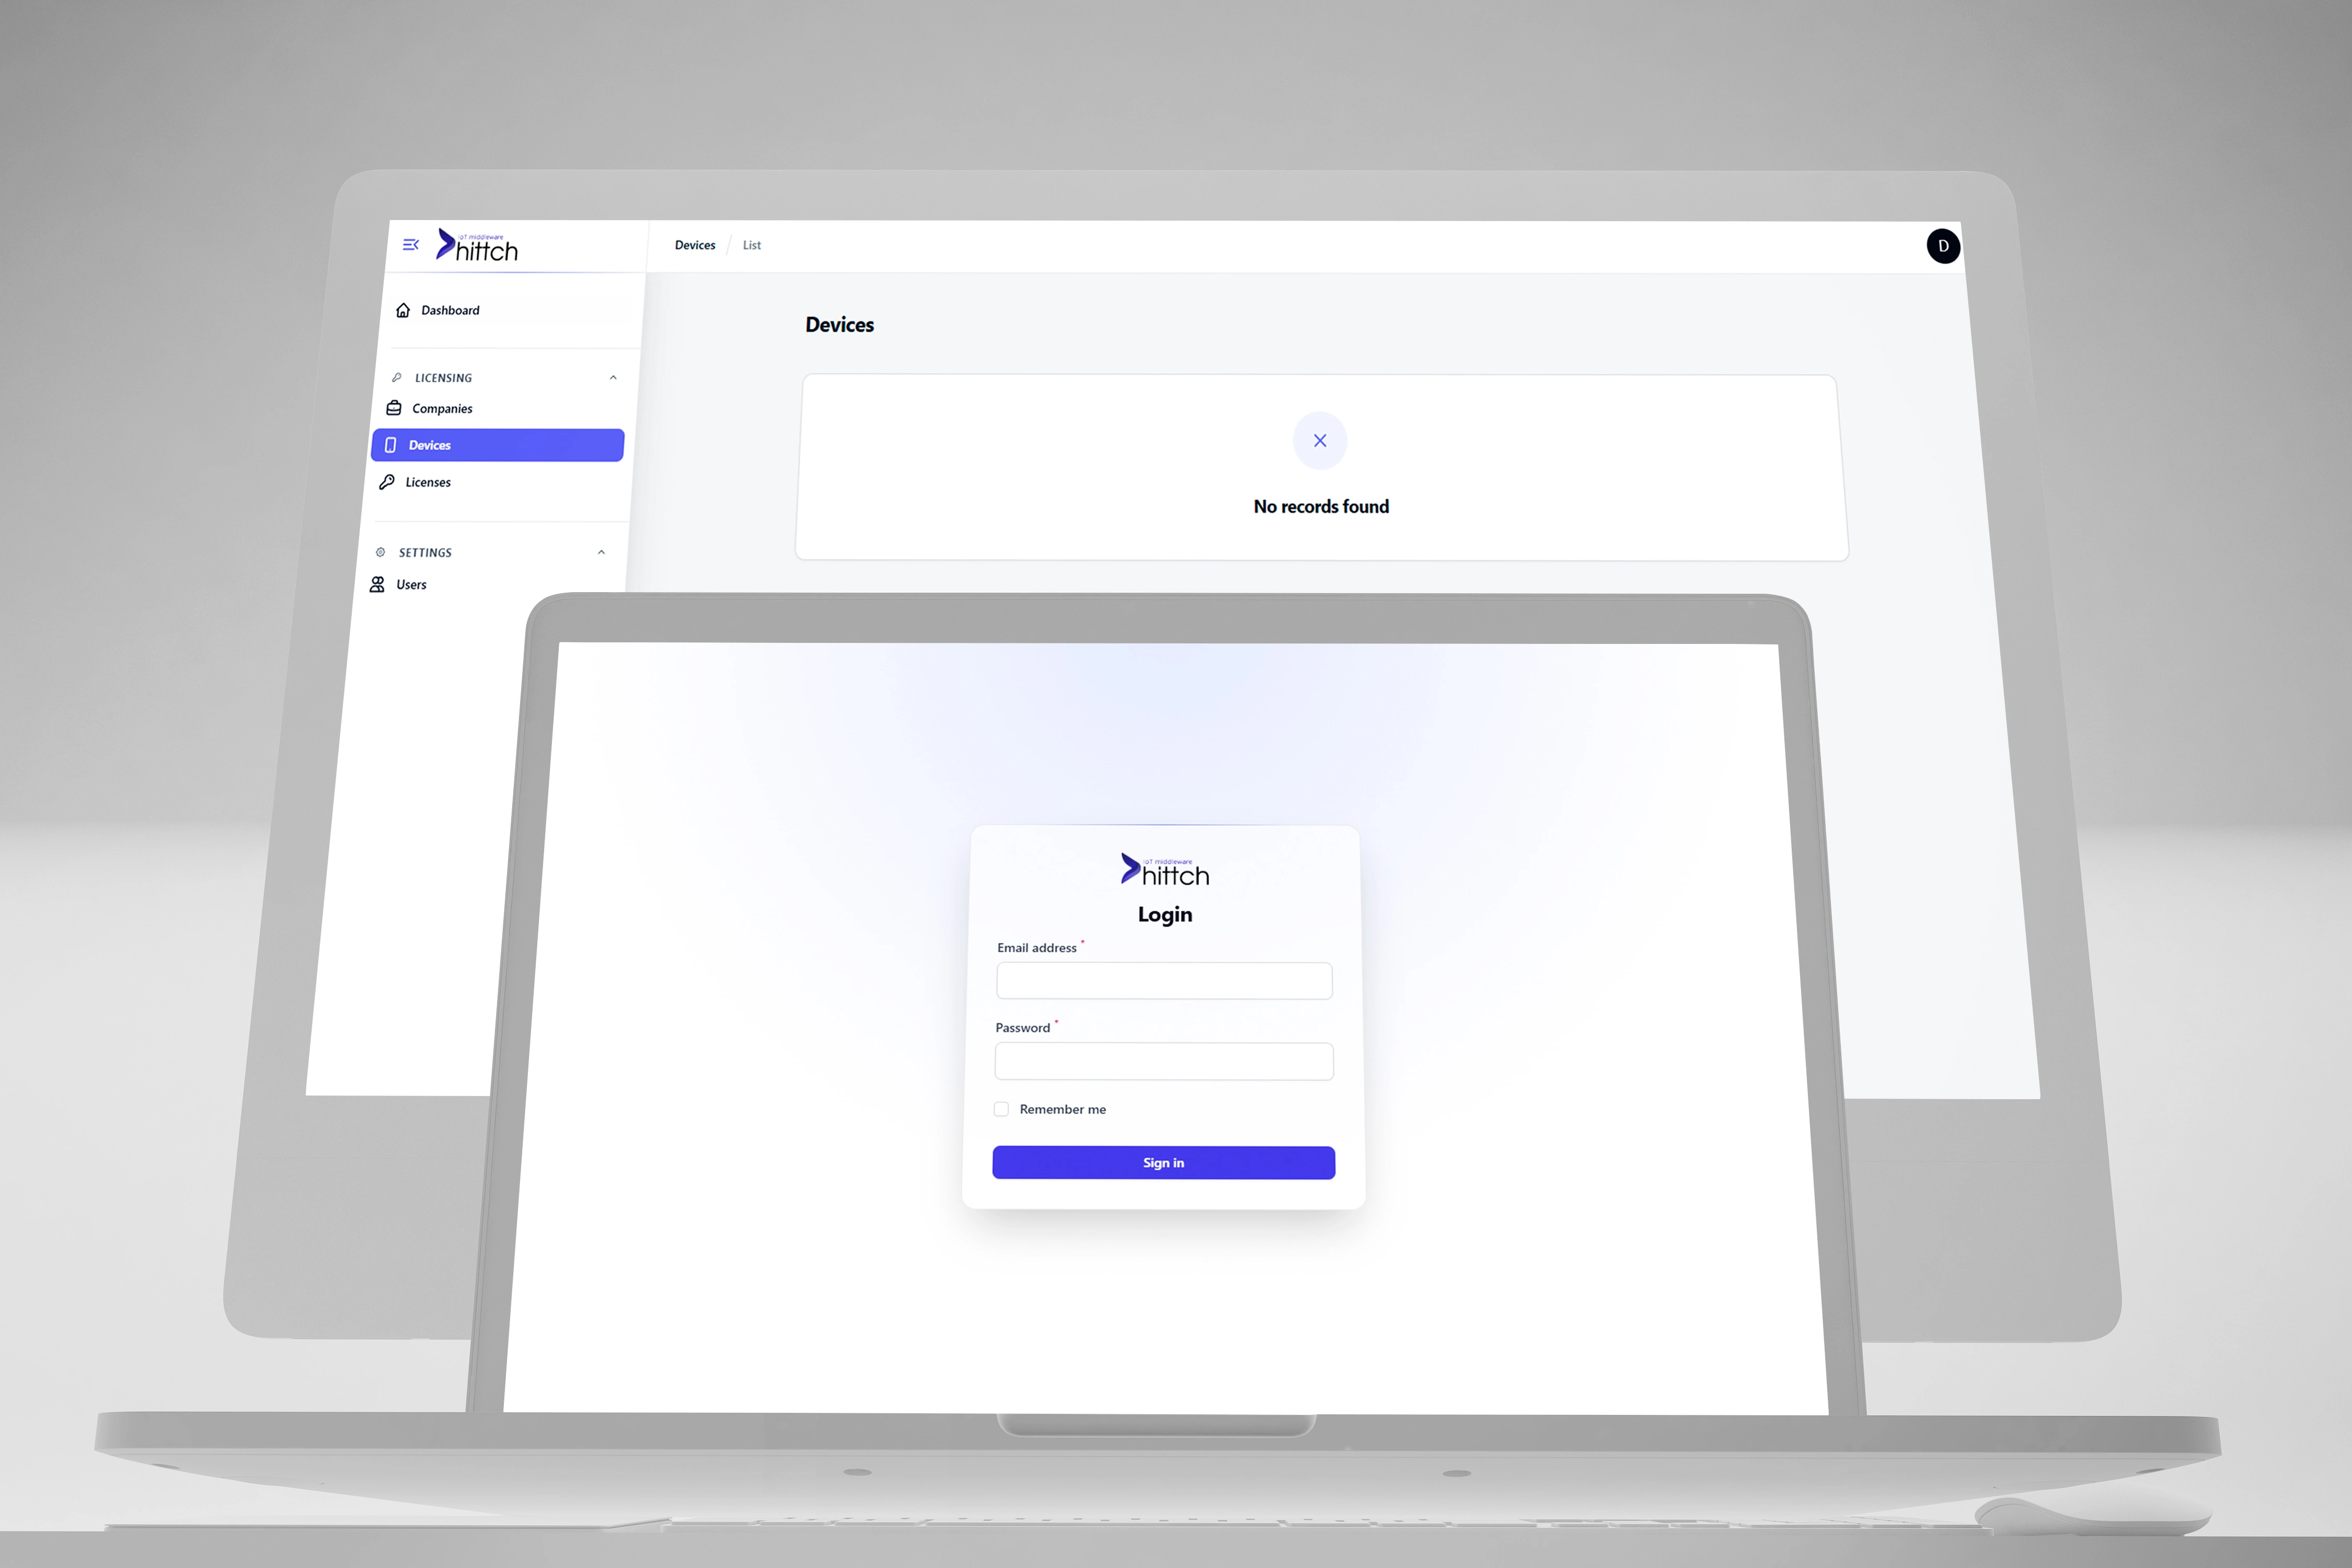 IoT middleware
hittch
Devices / List
D
Dashboard
LICENSING
Companies
Devices
Licenses
SETTINGS
Users
Devices
No records found
IoT middleware
hittch
Login
Email address *
Password *
Remember me
Sign in